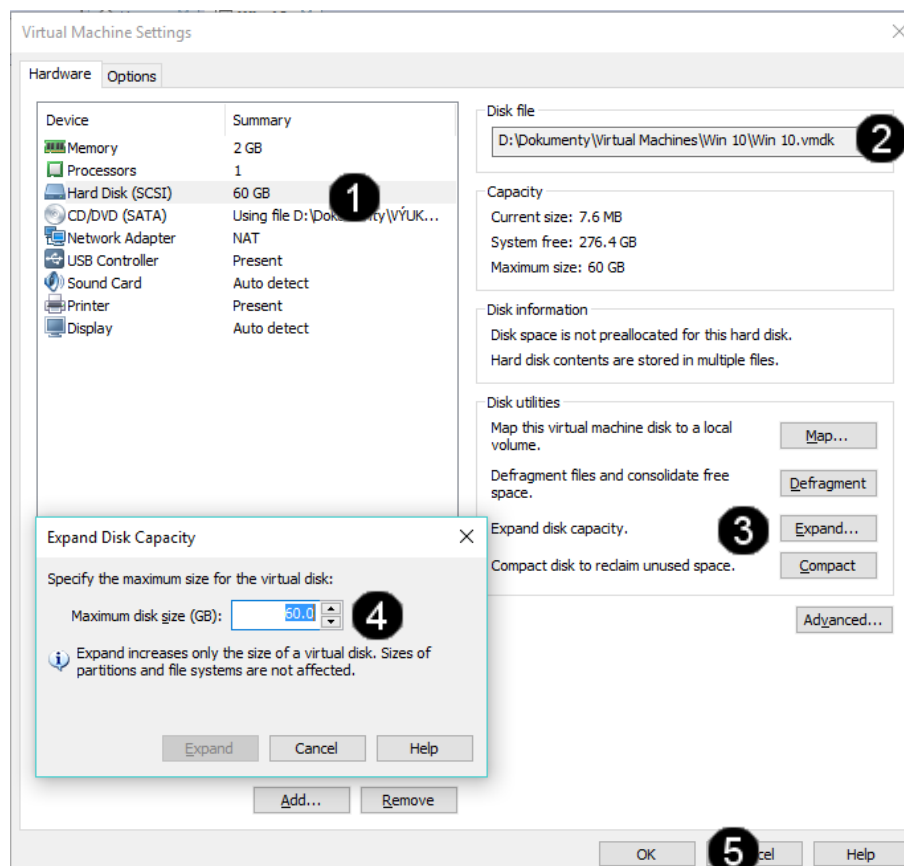 Virtual Machine Settings
Hardware
Options
Device Summary
Memory 2 GB
Processors 1
Hard Disk (SCSI) 60 GB
1
CD/DVD (SATA) Using file D:\Dokumenty\VÝUK...
Network Adapter NAT
USB Controller Present
Sound Card Auto detect
Printer Present
Display Auto detect
Disk file
D:\Dokumenty\Virtual Machines\Win 10\Win 10.vmdk
2
Capacity
Current size: 7.6 MB
System free: 276.4 GB
Maximum size: 60 GB
Disk information
Disk space is not preallocated for this hard disk.
Hard disk contents are stored in multiple files.
Disk utilities
Map this virtual machine disk to a local
volume.
Map...
Defragment files and consolidate free
space.
Defragment
Expand disk capacity.
3
Expand...
Compact disk to reclaim unused space.
Compact
Advanced...
Expand Disk Capacity
Specify the maximum size for the virtual disk:
Maximum disk size (GB): 60.0
4
Expand increases only the size of a virtual disk. Sizes of
partitions and file systems are not affected.
Expand Cancel Help
Add... Remove
OK
5
cel
Help